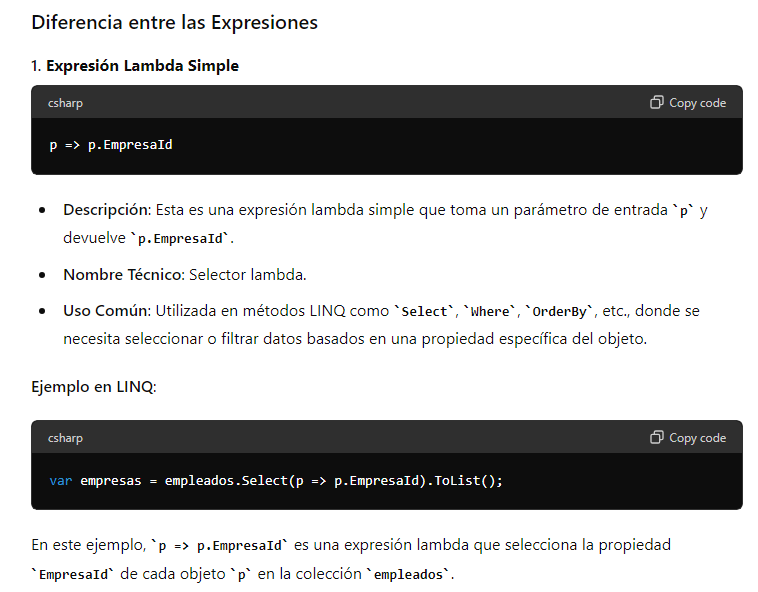 Diferencia entre las Expresiones
1. Expresión Lambda Simple
csharp
Copy code
p => p.EmpresaId
• Descripción: Esta es una expresión lambda simple que toma un parámetro de entrada `p` y
devuelve `p.EmpresaId`.
• Nombre Técnico: Selector lambda.
• Uso Común: Utilizada en métodos LINQ como `Select`, `Where`, `OrderBy`, etc., donde se
necesita seleccionar o filtrar datos basados en una propiedad específica del objeto.
Ejemplo en LINQ:
csharp
Copy code
var empresas = empleados.Select(p => p.EmpresaId).ToList();
En este ejemplo, `p => p.EmpresaId` es una expresión lambda que selecciona la propiedad
`EmpresaId` de cada objeto `p` en la colección `empleados`.